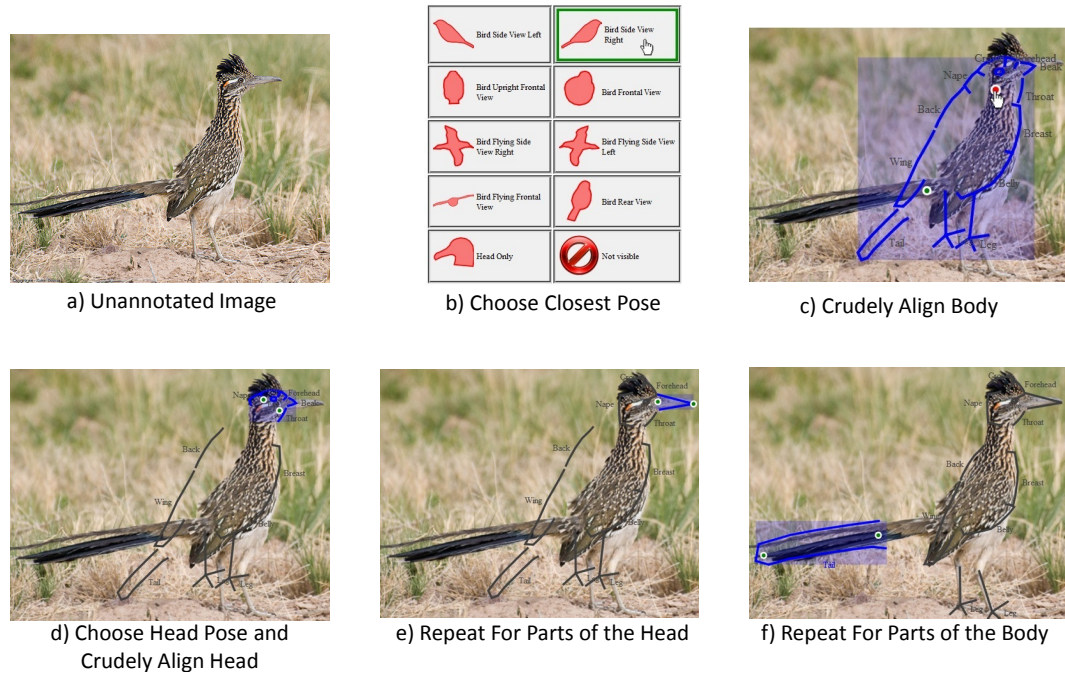 Bird Side View Left
Bird Side View
Right
Bird Upright Frontal
View
Bird Frontal View
Bird Flying Side
View Right
Bird Flying Side View
Left
Bird Flying Frontal
View
Bird Rear View
Head Only
Not visible
Forehead
Beak
Nape
Throat
Back
Breast
Wing
Belly
Tail
Leg
a) Unannotated Image
b) Choose Closest Pose
c) Crudely Align Body
Nape
Forehead
Beak
Throat
Back
Breast
Wing
Belly
Tail
Leg
Forehead
Nape
Throat
Back
Breast
Wing
Belly
Tail
Leg
Forehead
Nape
Throat
Back
Breast
Wing
Belly
Tail
Leg
Leg
d) Choose Head Pose and
Crudely Align Head
e) Repeat For Parts of the Head
f) Repeat For Parts of the Body